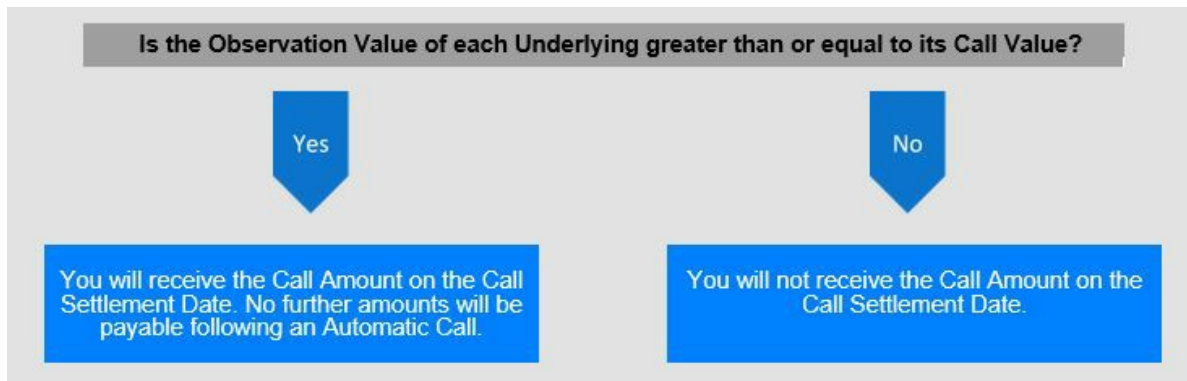 Is the Observation Value of each Underlying greater than or equal to its Call Value?
Yes
No
You will receive the Call Amount on the Call
Settlement Date. No further amounts will be
payable following an Automatic Call.
You will not receive the Call Amount on the
Call Settlement Date.